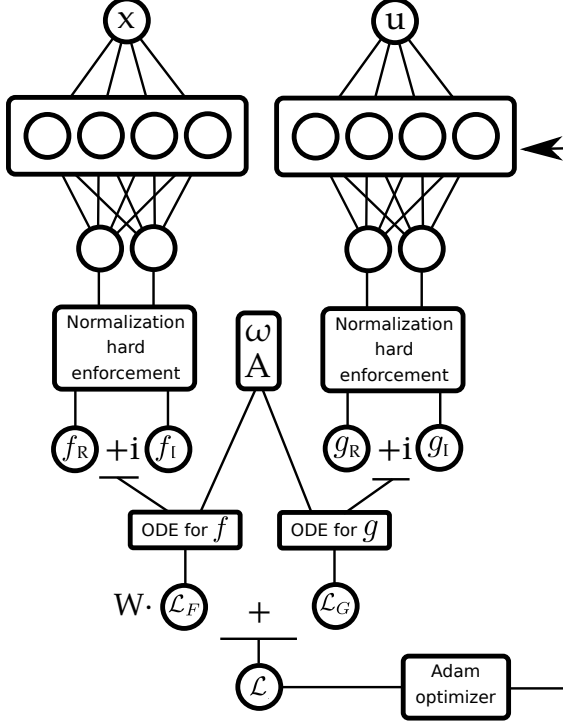 x
u
Normalization
hard
enforcement
ω
A
Normalization
hard
enforcement
f_R +i f_I
g_R +i g_I
ODE for f
ODE for g
W· ℒ_F + ℒ_G
ℒ
Adam
optimizer